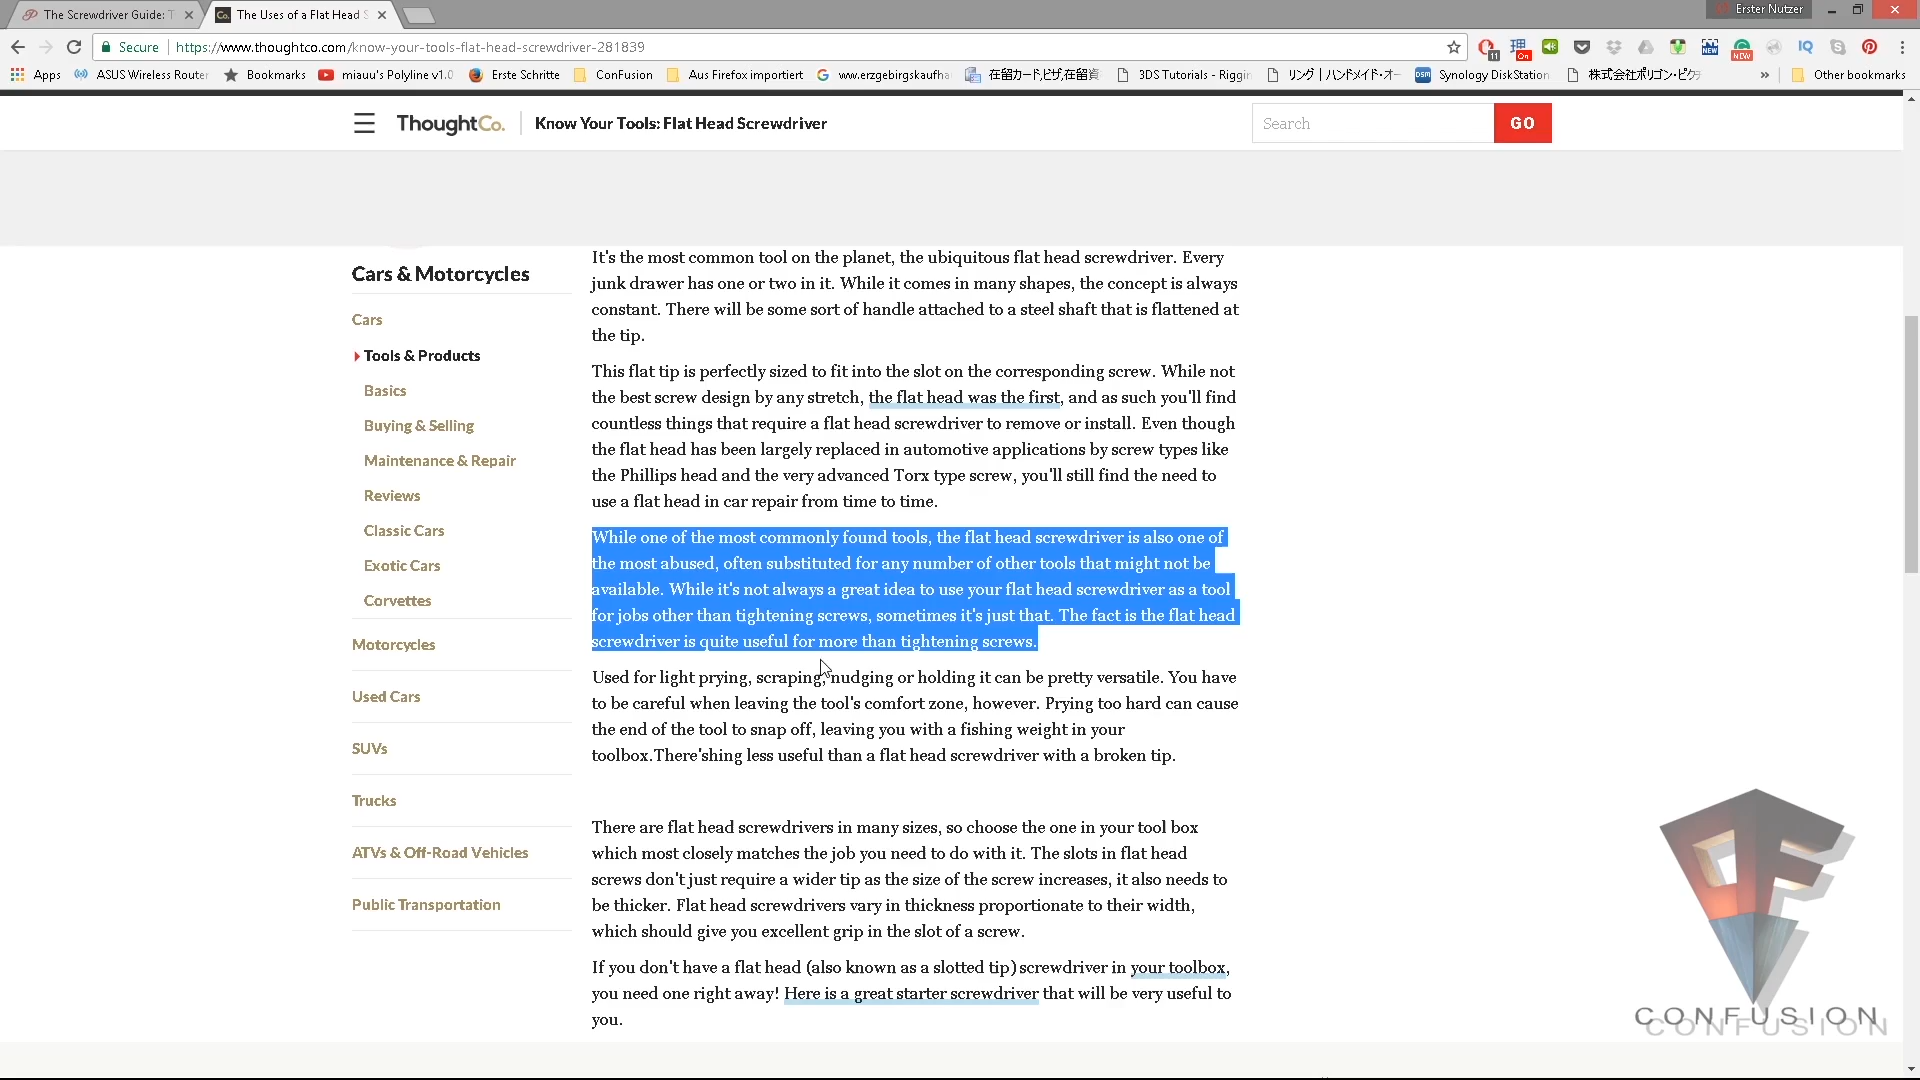 The Screwdriver Guide: T
The Uses of a Flat Head S
Erster Nutzer
Secure
https://www.thoughtco.com/know-your-tools-flat-head-screwdriver-281839
11
On
NEW
NEW
IQ
Apps
ASUS Wireless Router
Bookmarks
miauu's Polyline v1.0
Erste Schritte
ConFusion
Aus Firefox importiert
www.erzgebirgskaufha
在留カード,ビザ,在留資
3DS Tutorials - Riggin
リング | ハンドメイド・オー
DSM
Synology DiskStation
株式会社ポリゴン・ピクチ
»
Other bookmarks
ThoughtCo.
Know Your Tools: Flat Head Screwdriver
Search
GO
Cars & Motorcycles
Cars
Tools & Products
Basics
Buying & Selling
Maintenance & Repair
Reviews
Classic Cars
Exotic Cars
Corvettes
Motorcycles
Used Cars
SUVs
Trucks
ATVs & Off-Road Vehicles
Public Transportation
It's the most common tool on the planet, the ubiquitous flat head screwdriver. Every
junk drawer has one or two in it. While it comes in many shapes, the concept is always
constant. There will be some sort of handle attached to a steel shaft that is flattened at
the tip.
This flat tip is perfectly sized to fit into the slot on the corresponding screw. While not
the best screw design by any stretch, the flat head was the first, and as such you'll find
countless things that require a flat head screwdriver to remove or install. Even though
the flat head has been largely replaced in automotive applications by screw types like
the Phillips head and the very advanced Torx type screw, you'll still find the need to
use a flat head in car repair from time to time.
While one of the most commonly found tools, the flat head screwdriver is also one of
the most abused, often substituted for any number of other tools that might not be
available. While it's not always a great idea to use your flat head screwdriver as a tool
for jobs other than tightening screws, sometimes it's just that. The fact is the flat head
screwdriver is quite useful for more than tightening screws.
Used for light prying, scraping, nudging or holding it can be pretty versatile. You have
to be careful when leaving the tool's comfort zone, however. Prying too hard can cause
the end of the tool to snap off, leaving you with a fishing weight in your
toolbox.There'shing less useful than a flat head screwdriver with a broken tip.
There are flat head screwdrivers in many sizes, so choose the one in your tool box
which most closely matches the job you need to do with it. The slots in flat head
screws don't just require a wider tip as the size of the screw increases, it also needs to
be thicker. Flat head screwdrivers vary in thickness proportionate to their width,
which should give you excellent grip in the slot of a screw.
If you don't have a flat head (also known as a slotted tip) screwdriver in your toolbox,
you need one right away! Here is a great starter screwdriver that will be very useful to
you.
CONFUSION